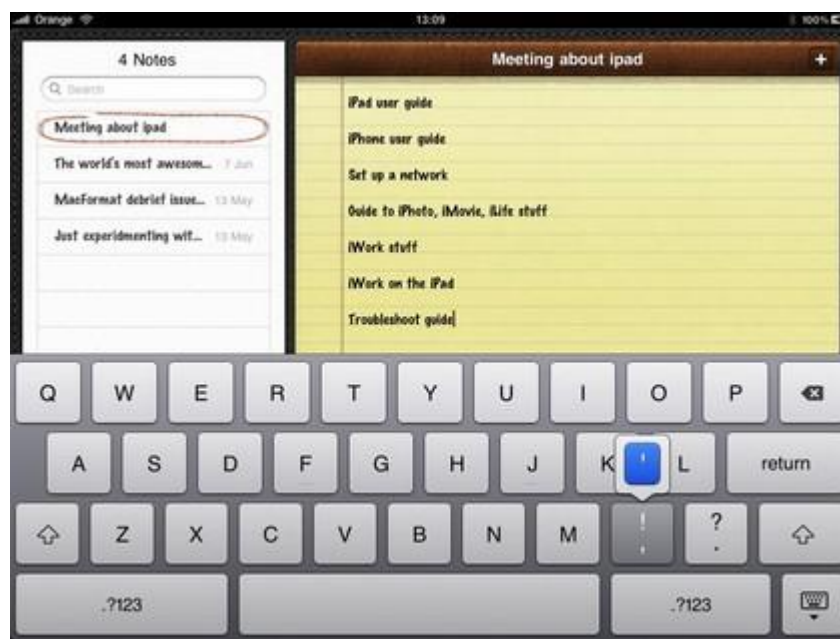 Orange 13:09 100%
4 Notes
Search
Meeting about ipad
The world's most awesom... 7 Jun
MacFormat debrief issue... 13 May
Just experidmenting wit... 13 May
Meeting about ipad +
iPad user guide
iPhone user guide
Set up a network
Guide to iPhoto, iMovie, iLife stuff
iWork stuff
iWork on the iPad
Troubleshoot guide
Q W E R T Y U I O P
A S D F G H J K ' L return
Z X C V B N M ! , ? .
.?123 .?123